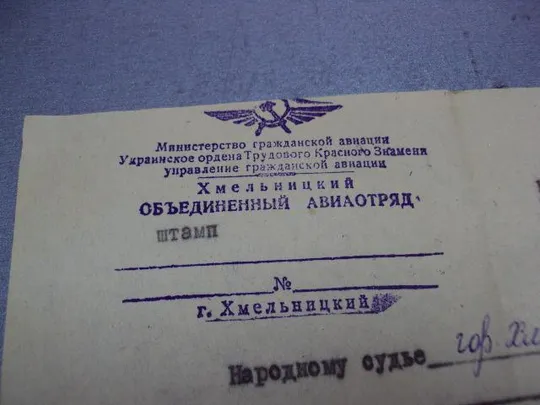 Министерство гражданской авиации
Украинское ордена Трудового Красного Знамени
управление гражданской авиации
Хмельницкий
ОБЪЕДИНЕННЫЙ АВИАОТРЯД
штамп
№
г. Хмельницкий
Народному судье гор.